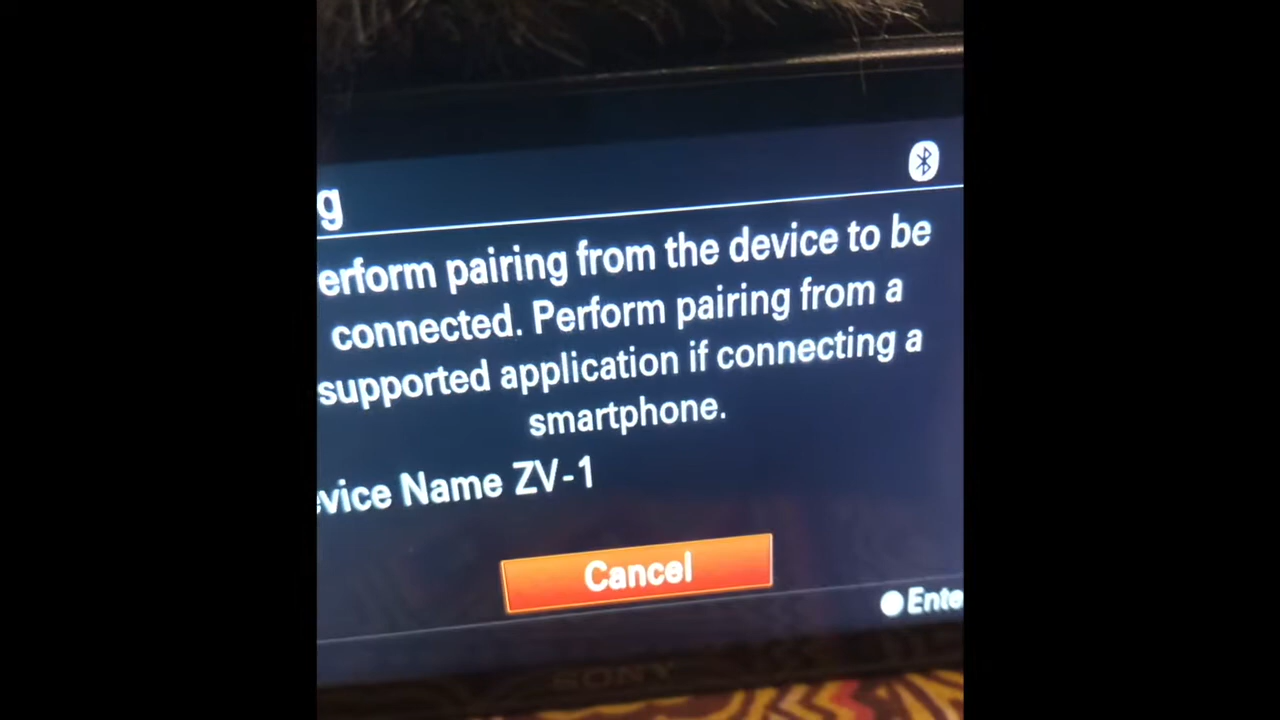 g
erform pairing from the device to be
connected. Perform pairing from a
supported application if connecting a
smartphone.
evice Name ZV-1
Cancel
Ente
SONY